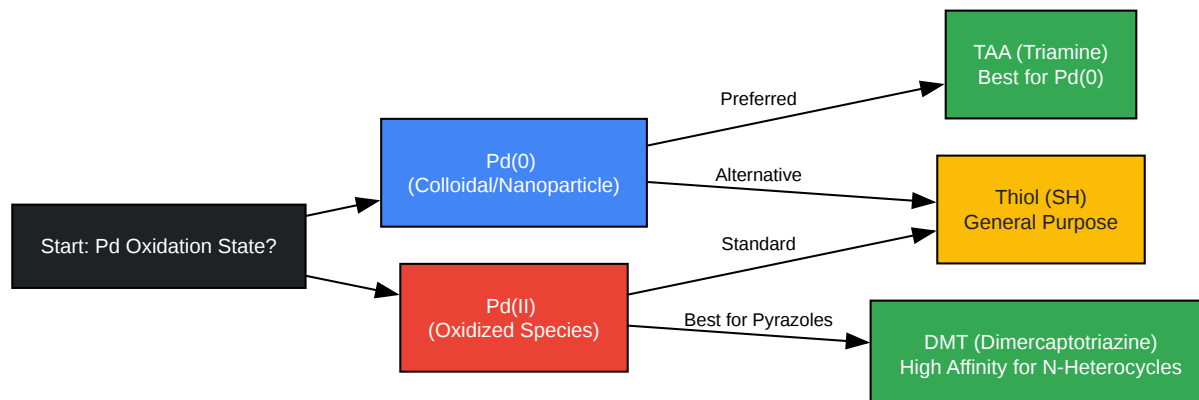 Start: Pd Oxidation State?
Pd(0)
(Colloidal/Nanoparticle)
Pd(II)
(Oxidized Species)
Preferred
Alternative
Standard
Best for Pyrazoles
TAA (Triamine)
Best for Pd(0)
Thiol (SH)
General Purpose
DMT (Dimercaptotriazine)
High Affinity for N-Heterocycles